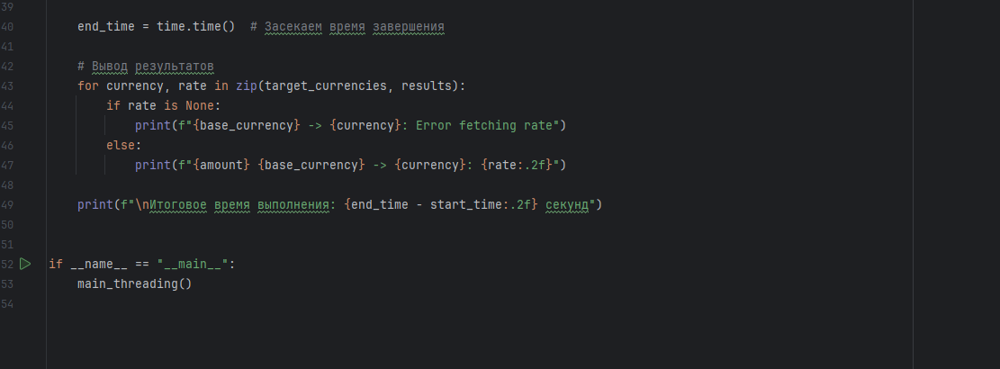 39
40 end_time = time.time()  # Засекаем время завершения
41
42 # Вывод результатов
43 for currency, rate in zip(target_currencies, results):
44 if rate is None:
45 print(f"{base_currency} -> {currency}: Error fetching rate")
46 else:
47 print(f"{amount} {base_currency} -> {currency}: {rate:.2f}")
48
49 print(f"\nИтоговое время выполнения: {end_time - start_time:.2f} секунд")
50
51
52 if __name__ == "__main__":
53 main_threading()
54